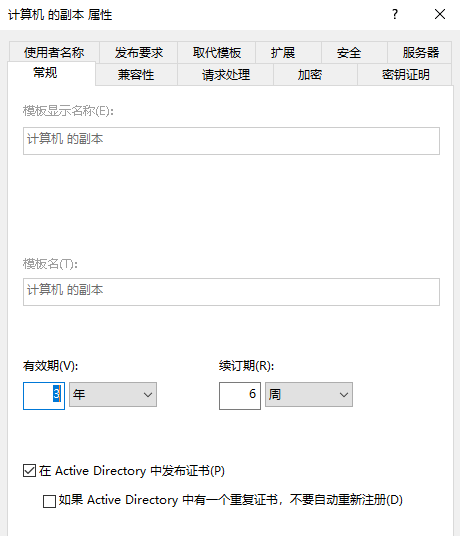 计算机 的副本 属性
使用者名称 发布要求 取代模板 扩展 安全 服务器
常规 兼容性 请求处理 加密 密钥证明
模板显示名称(E):
计算机 的副本
模板名(T):
计算机 的副本
有效期(V): 续订期(R):
3 年 6 周
在 Active Directory 中发布证书(P)
如果 Active Directory 中有一个重复证书，不要自动重新注册(D)